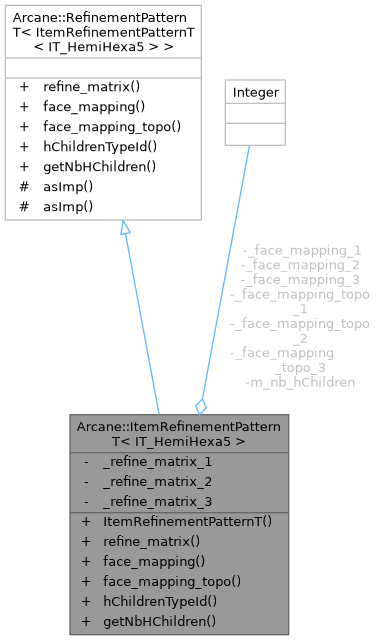 Arcane::RefinementPattern
T< ItemRefinementPatternT
< IT_HemiHexa5 > >
+ refine_matrix()
+ face_mapping()
+ face_mapping_topo()
+ hChildrenTypeId()
+ getNbHChildren()
# asImp()
# asImp()
Integer
-_face_mapping_1
-_face_mapping_2
-_face_mapping_3
-_face_mapping_topo
_1
-_face_mapping_topo
_2
-_face_mapping
_topo_3
-m_nb_hChildren
Arcane::ItemRefinementPattern
T< IT_HemiHexa5 >
- _refine_matrix_1
- _refine_matrix_2
- _refine_matrix_3
+ ItemRefinementPatternT()
+ refine_matrix()
+ face_mapping()
+ face_mapping_topo()
+ hChildrenTypeId()
+ getNbHChildren()